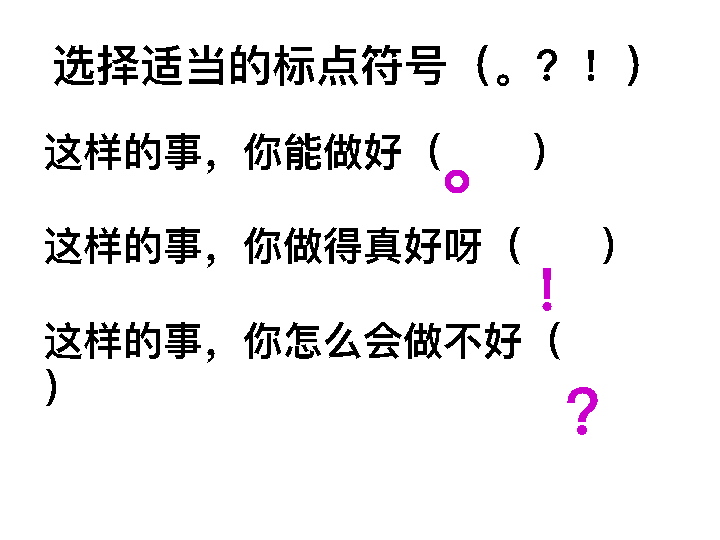 选择适当的标点符号（。？！）
这样的事，你能做好（。）
这样的事，你做得真好呀（！）
这样的事，你怎么会做不好（
）
？